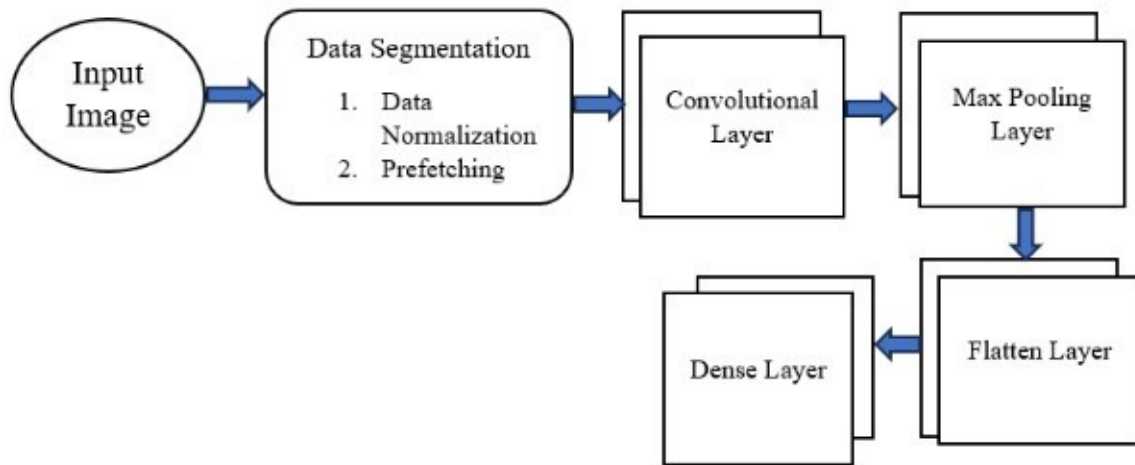 Input
Image
Data Segmentation
1. Data
Normalization
2. Prefetching
Convolutional
Layer
Max Pooling
Layer
Flatten Layer
Dense Layer